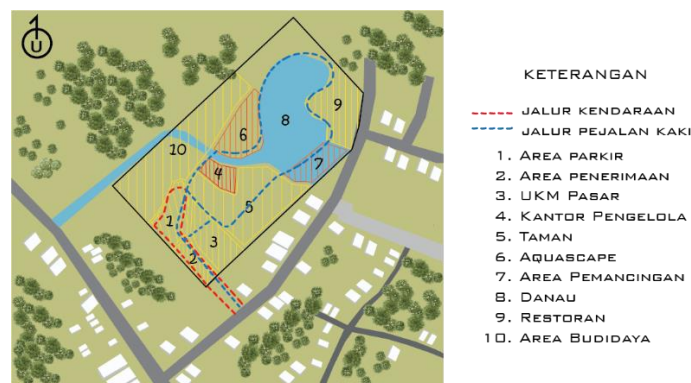 U
10
6
8
9
4
7
5
1
3
2
KETERANGAN
JALUR KENDARAAN
JALUR PEJALAN KAKI
1. AREA PARKIR
2. AREA PENERIMAAN
3. UKM PASAR
4. KANTOR PENGELOLA
5. TAMAN
6. AQUASCAPE
7. AREA PEMANCINGAN
8. DANAU
9. RESTORAN
10. AREA BUDIDAYA